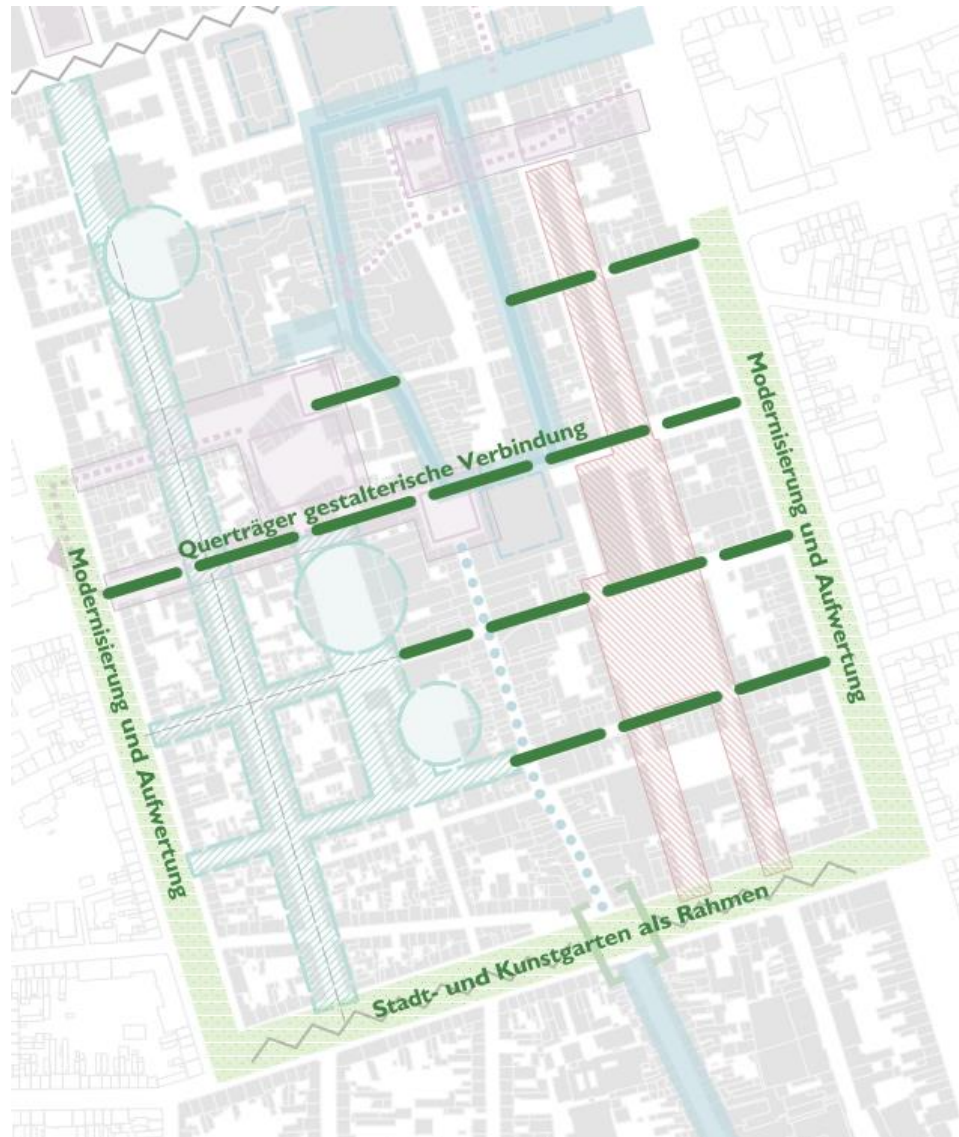 Modernisierung und Aufwertung
Querträger gestalterische Verbindung
Modernisierung und Aufwertung
Stadt- und Kunstgarten als Rahmen